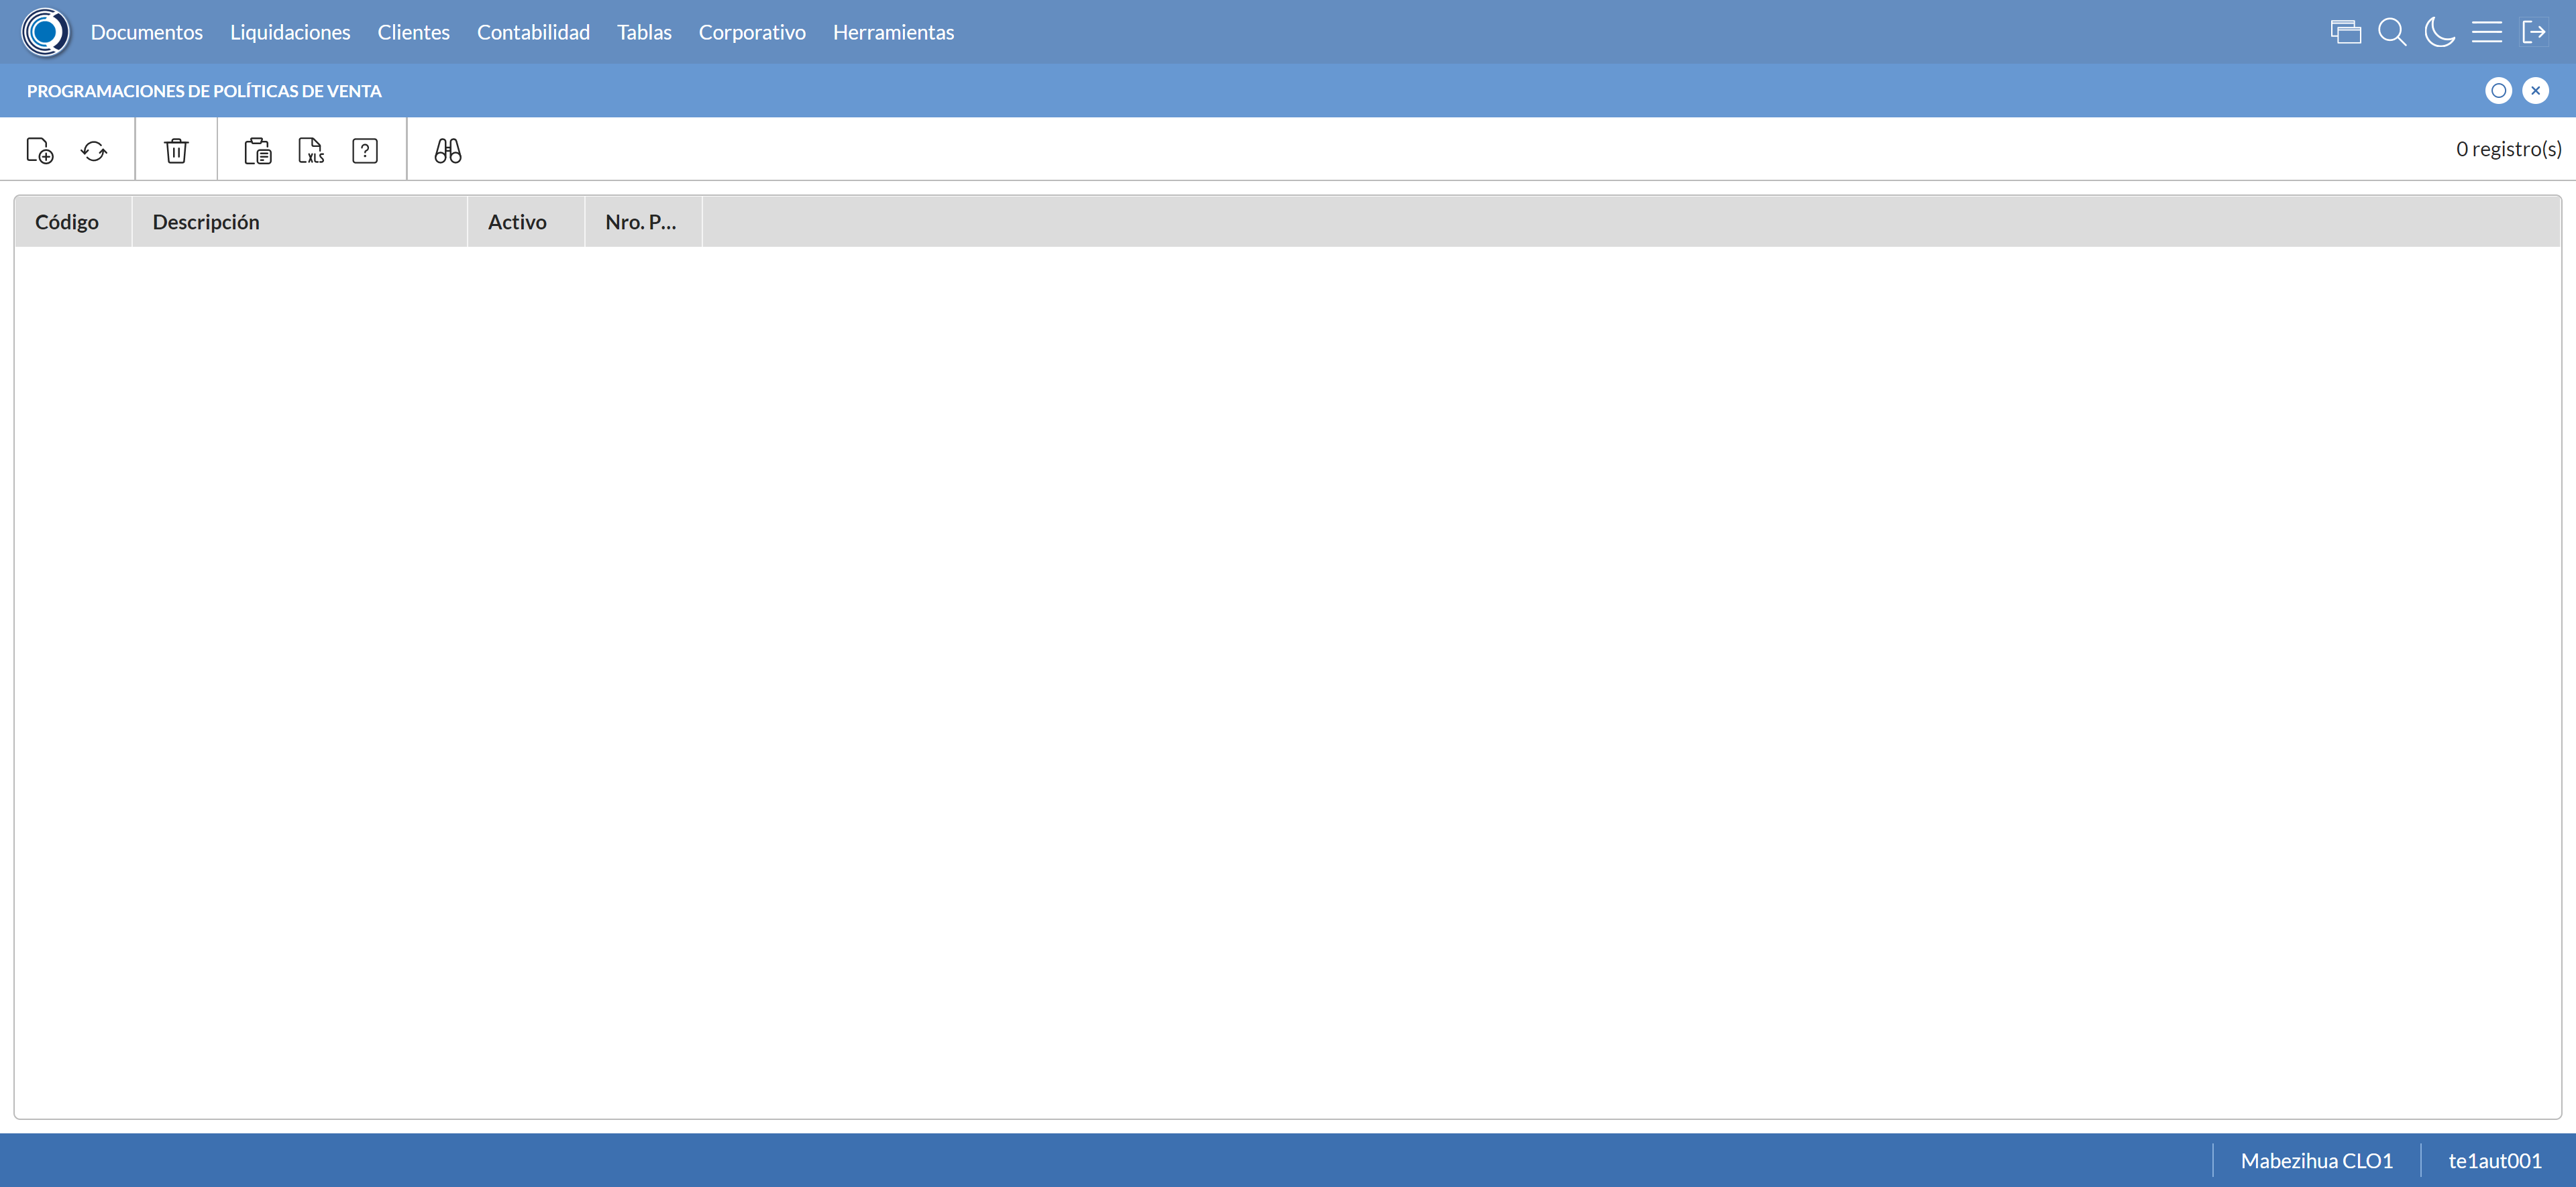 Documentos Liquidaciones Clientes Contabilidad Tablas Corporativo Herramientas
PROGRAMACIONES DE POLÍTICAS DE VENTA
XLS ? 0 registro(s)
Código Descripción Activo Nro. P...
Mabezihua CLO1 te1aut001